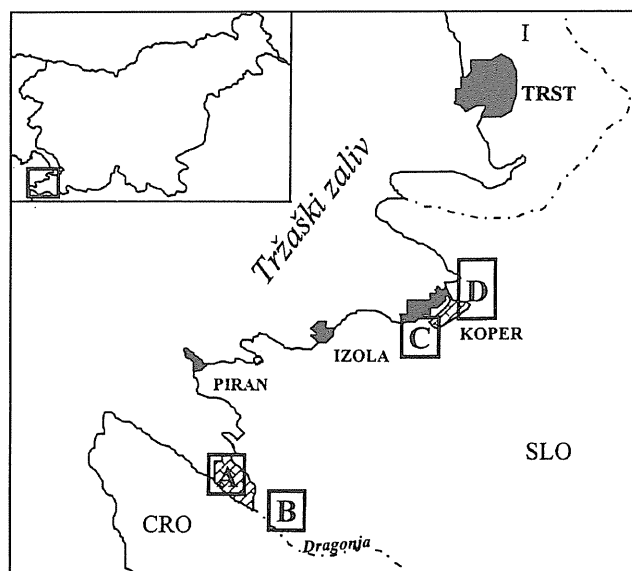 I
TRST
Tržaški zaliv
D
C
KOPER
IZOLA
PIRAN
A
SLO
B
CRO
Dragonja